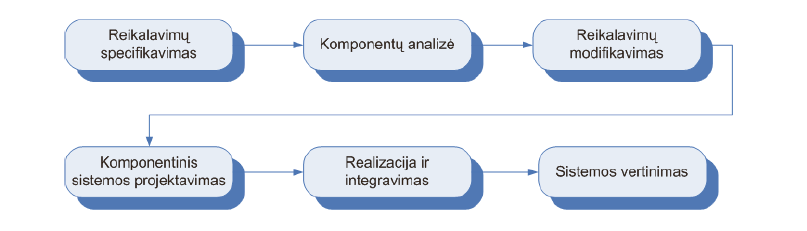 Reikalavimų
specifikavimas
Komponentų analizė
Reikalavimų
modifikavimas
Komponentinis
sistemos projektavimas
Realizacija ir
integravimas
Sistemos vertinimas